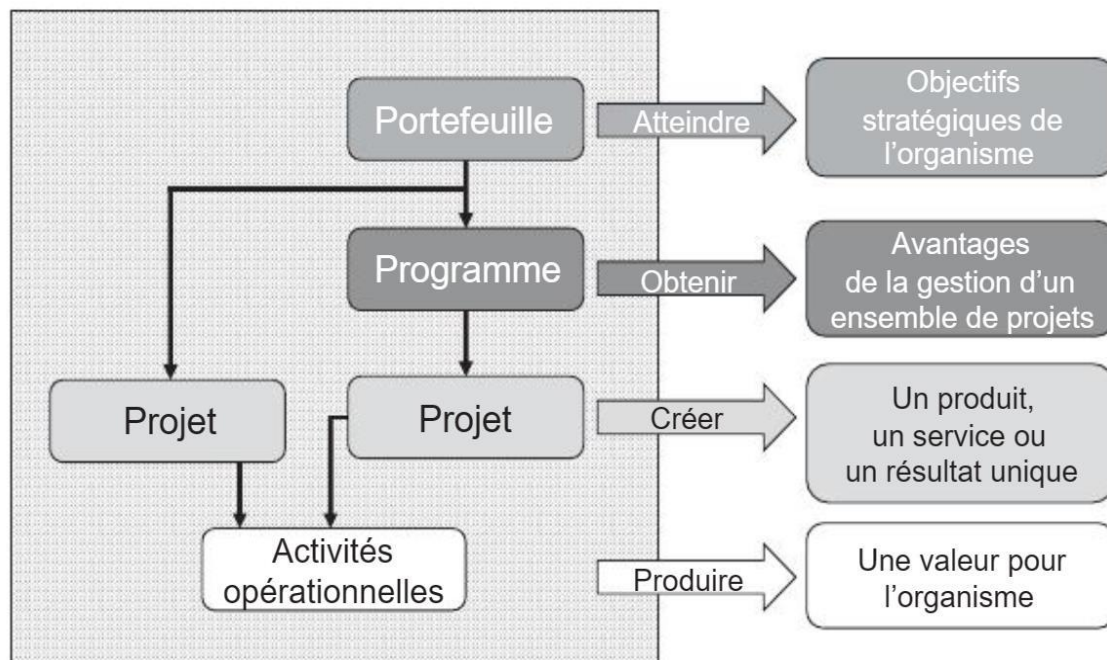 Portefeuille
Atteindre
Objectifs
stratégiques de
l'organisme
Programme
Obtenir
Avantages
de la gestion d'un
ensemble de projets
Projet
Projet
Créer
Un produit,
un service ou
un résultat unique
Activités
opérationnelles
Produire
Une valeur pour
l'organisme